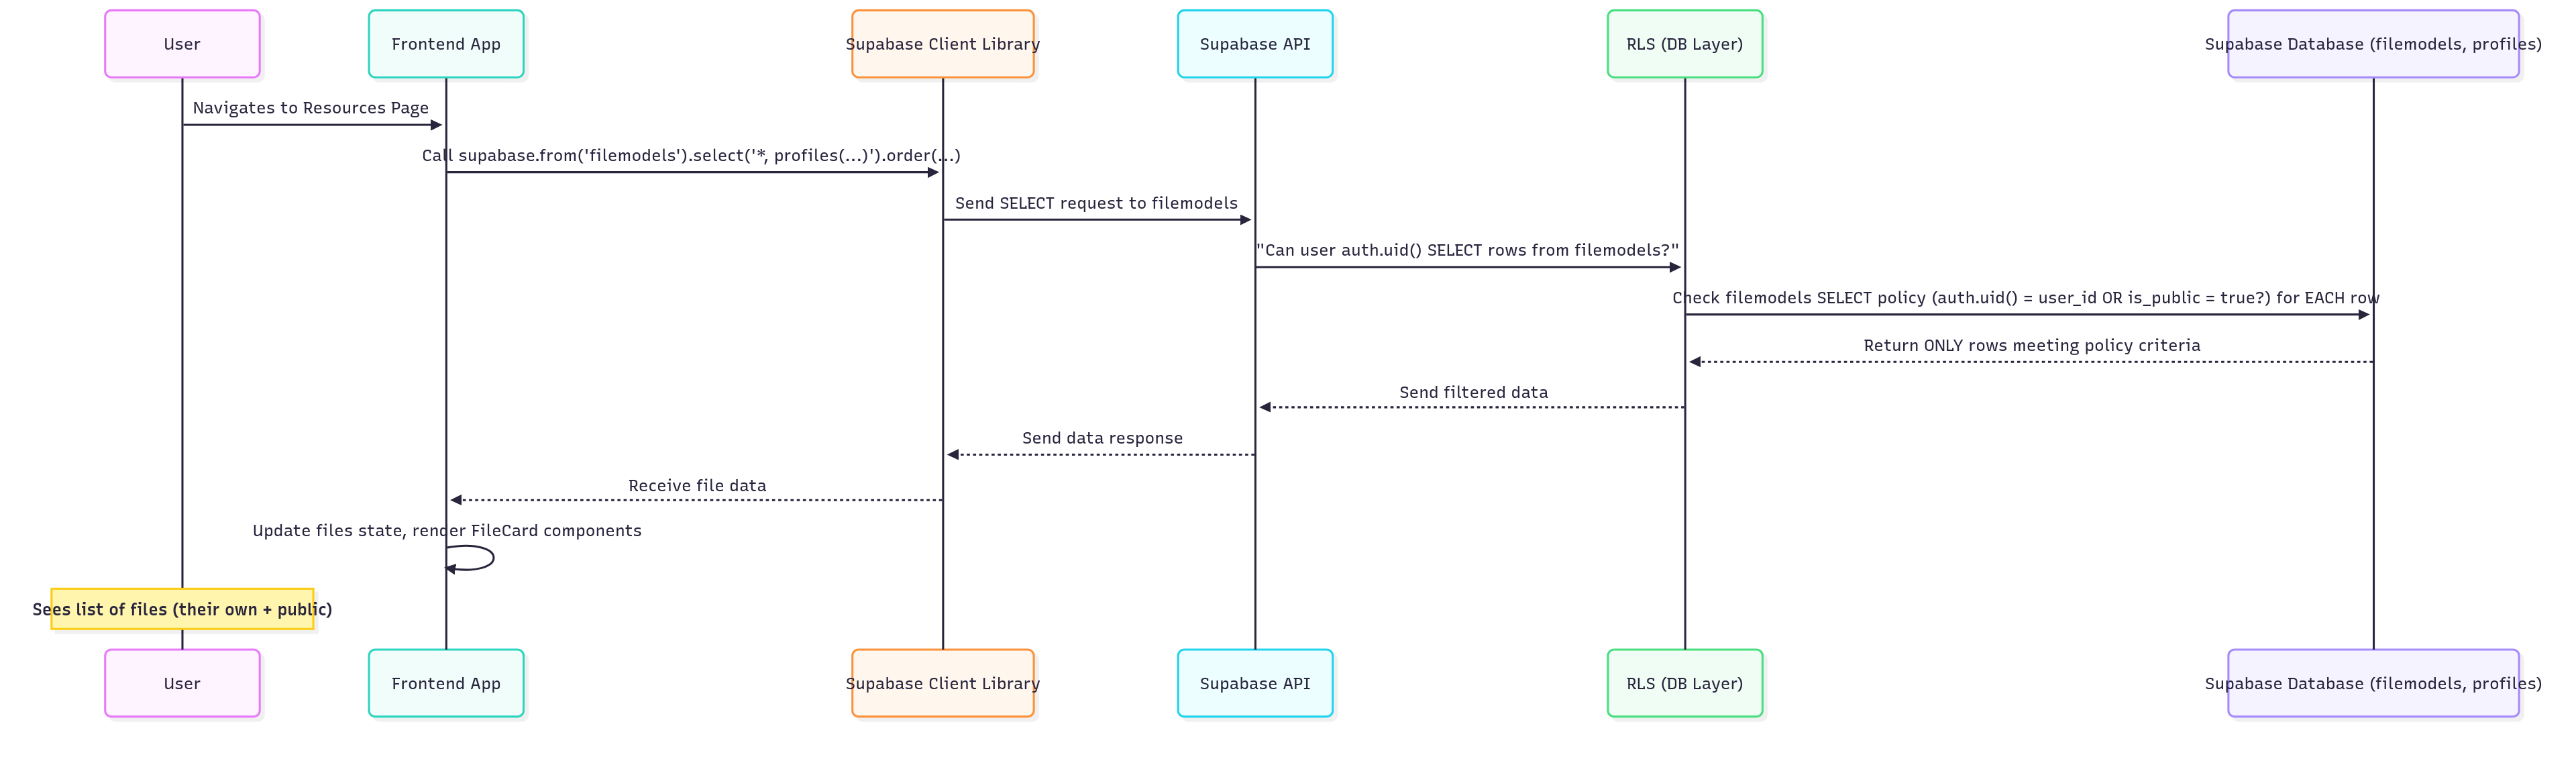 User
Frontend App
Supabase Client Library
Supabase API
RLS (DB Layer)
Supabase Database (filemodels, profiles)
Navigates to Resources Page
Call supabase.from('filemodels').select('*, profiles(...)').order(...)
Send SELECT request to filemodels
"Can user auth.uid() SELECT rows from filemodels?"
Check filemodels SELECT policy (auth.uid() = user_id OR is_public = true?) for EACH row
Return ONLY rows meeting policy criteria
Send filtered data
Send data response
Receive file data
Update files state, render FileCard components
Sees list of files (their own + public)
User
Frontend App
Supabase Client Library
Supabase API
RLS (DB Layer)
Supabase Database (filemodels, profiles)